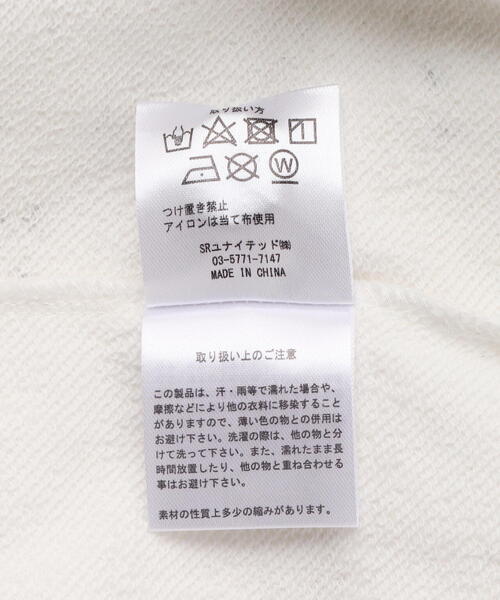 取り扱い方
W
つけ置き禁止
アイロンは当て布使用
SRユナイテッド㈱
03-5771-7147
MADE IN CHINA
取り扱い上のご注意
この製品は、汗・雨等で濡れた場合や、
摩擦などにより他の衣料に移染すること
がありますので、薄い色の物との併用は
お避け下さい。洗濯の際は、他の物と分
けて洗って下さい。また、濡れたまま長
時間放置したり、他の物と重ね合わせる
事はお避け下さい。
素材の性質上多少の縮みがあります。